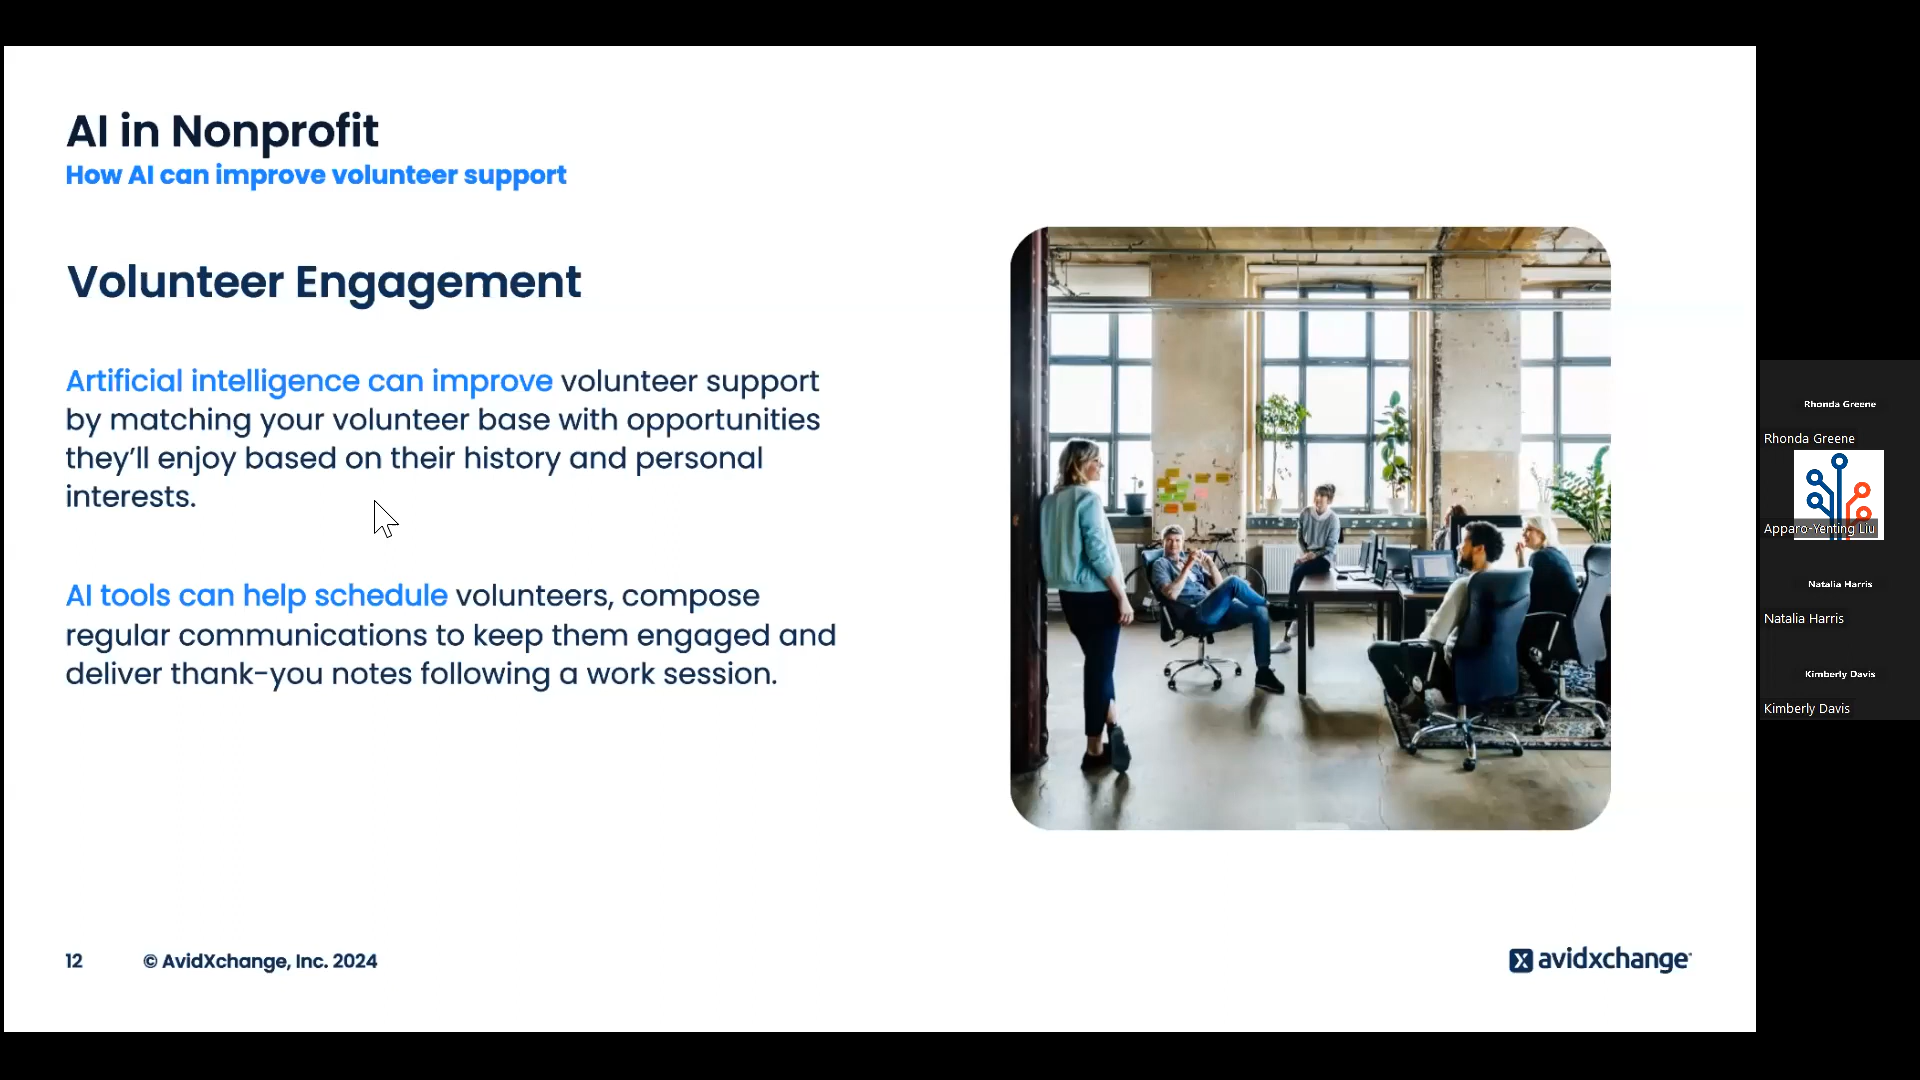 AI in Nonprofit
How AI can improve volunteer support
Volunteer Engagement
Artificial intelligence can improve volunteer support
by matching your volunteer base with opportunities
they’ll enjoy based on their history and personal
interests.
AI tools can help schedule volunteers, compose
regular communications to keep them engaged and
deliver thank-you notes following a work session.
12
© AvidXchange, Inc. 2024
avidxchange
Rhonda Greene
Rhonda Greene
Apparo-Yenting Liu
Natalia Harris
Natalia Harris
Kimberly Davis
Kimberly Davis